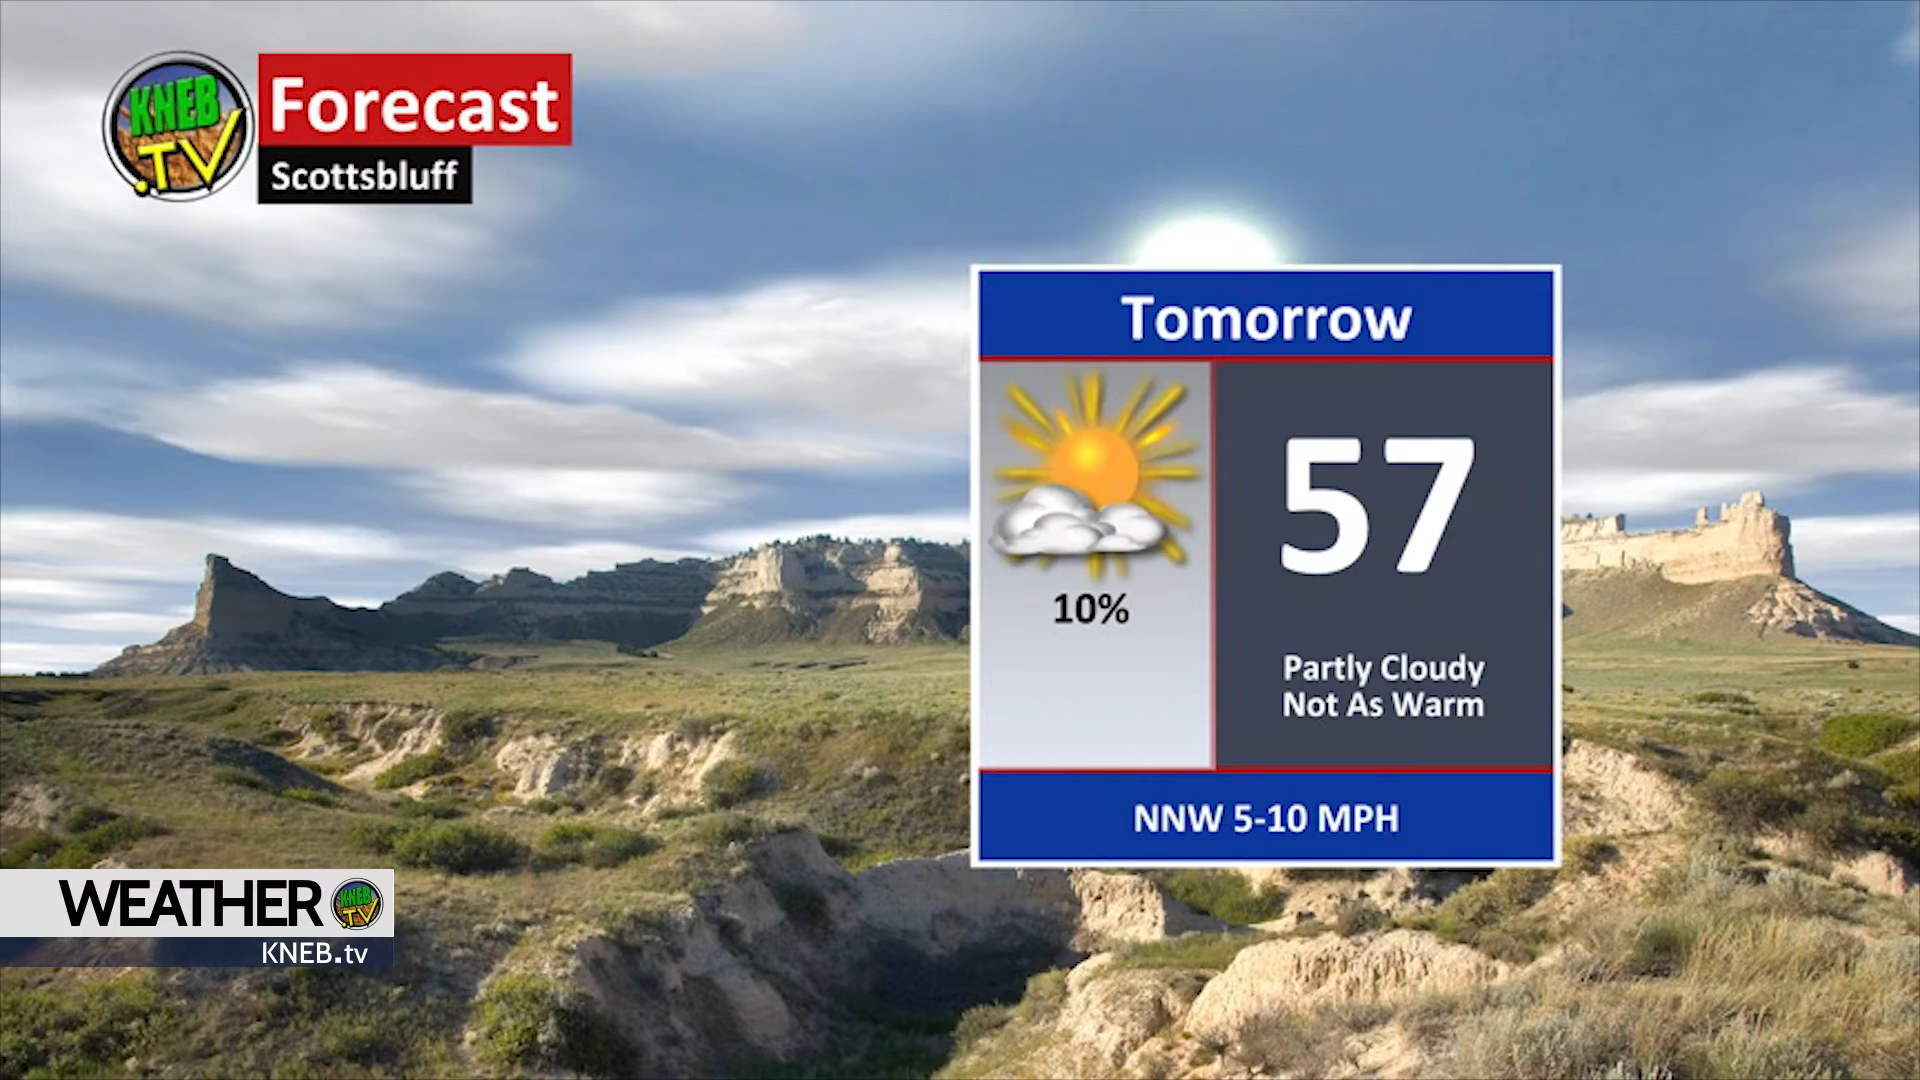 KNEB
.TV
Forecast
Scottsbluff
Tomorrow
10%
57
Partly Cloudy
Not As Warm
NNW 5-10 MPH
WEATHER
KNEB
.TV
KNEB.tv